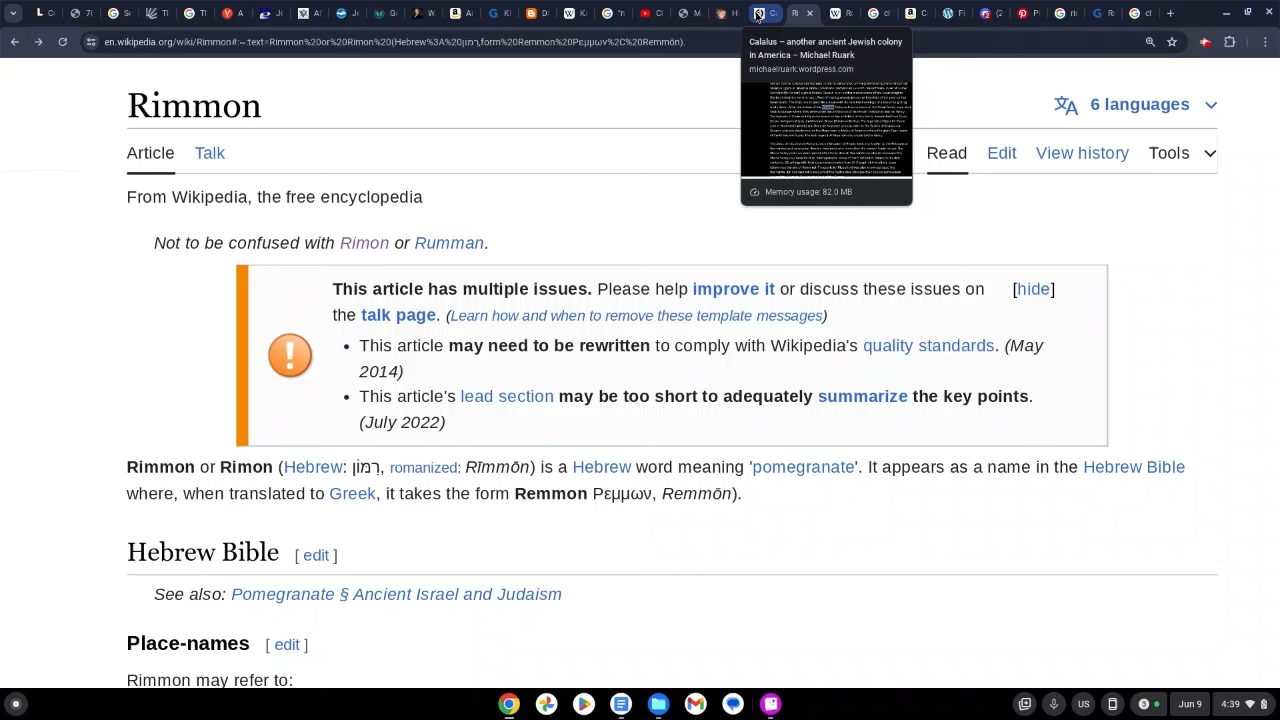 en.wikipedia.org/wiki/Rimmon#:~:text=Rimmon%20or%20Rimon%20(Hebrew%3A%20רִמּוֹן,form%20Remmon%20Ρεμμων%2C%20Remmōn).
Calalus – another ancient Jewish colony
in America – Michael Ruark
michaelruark.wordpress.com
Memory usage: 82.0 MB
Rimmon
6 languages
Article Talk
Read Edit View history Tools
From Wikipedia, the free encyclopedia
Not to be confused with Rimon or Rumman.
This article has multiple issues. Please help improve it or discuss these issues on [hide]
the talk page. (Learn how and when to remove these template messages)
• This article may need to be rewritten to comply with Wikipedia's quality standards. (May
2014)
• This article's lead section may be too short to adequately summarize the key points.
(July 2022)
Rimmon or Rimon (Hebrew: רִמּוֹן, romanized: Rīmmōn) is a Hebrew word meaning 'pomegranate'. It appears as a name in the Hebrew Bible
where, when translated to Greek, it takes the form Remmon Ρεμμων, Remmōn).
Hebrew Bible [ edit ]
See also: Pomegranate § Ancient Israel and Judaism
Place-names [ edit ]
Rimmon may refer to:
US
Jun 9
4:39